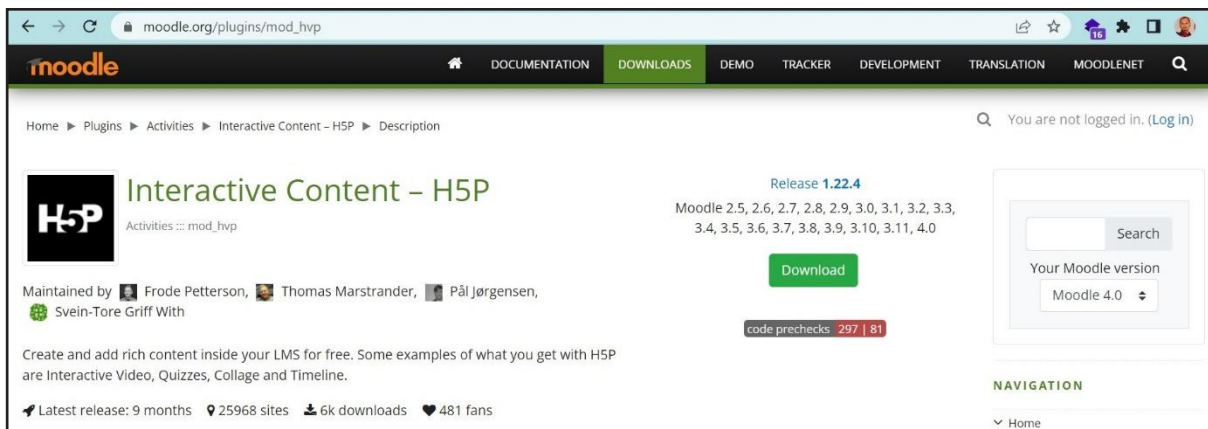 moodle.org/plugins/mod_hvp
16
moodle
DOCUMENTATION DOWNLOADS DEMO TRACKER DEVELOPMENT TRANSLATION MOODLENET
Home ▶ Plugins ▶ Activities ▶ Interactive Content – H5P ▶ Description
You are not logged in. (Log in)
H5P
Interactive Content – H5P
Activities ::: mod_hvp
Maintained by Frode Petterson, Thomas Marstrander, Pål Jørgensen,
Svein-Tore Griff With
Create and add rich content inside your LMS for free. Some examples of what you get with H5P
are Interactive Video, Quizzes, Collage and Timeline.
Latest release: 9 months 25968 sites 6k downloads 481 fans
Release 1.22.4
Moodle 2.5, 2.6, 2.7, 2.8, 2.9, 3.0, 3.1, 3.2, 3.3,
3.4, 3.5, 3.6, 3.7, 3.8, 3.9, 3.10, 3.11, 4.0
Download
code prechecks 297 | 81
Search
Your Moodle version
Moodle 4.0
NAVIGATION
Home